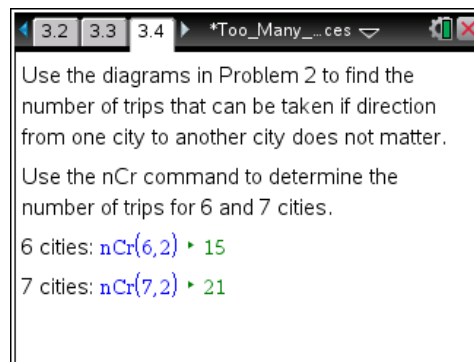 3.2 3.3 3.4 *Too_Many_...ces
Use the diagrams in Problem 2 to find the
number of trips that can be taken if direction
from one city to another city does not matter.
Use the nCr command to determine the
number of trips for 6 and 7 cities.
6 cities: nCr(6,2) ▸ 15
7 cities: nCr(7,2) ▸ 21